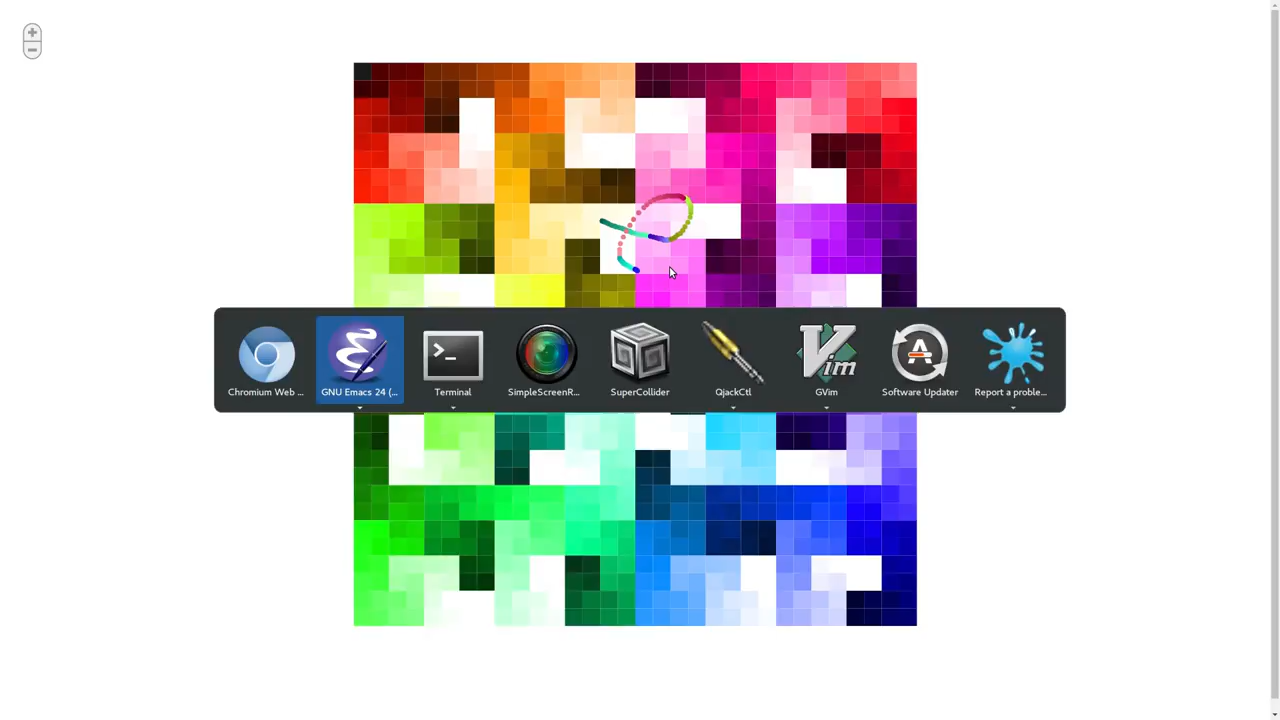 Chromium Web ...
GNU Emacs 24 (...
Terminal
SimpleScreenR...
SuperCollider
QjackCtl
GVim
Software Updater
Report a proble...